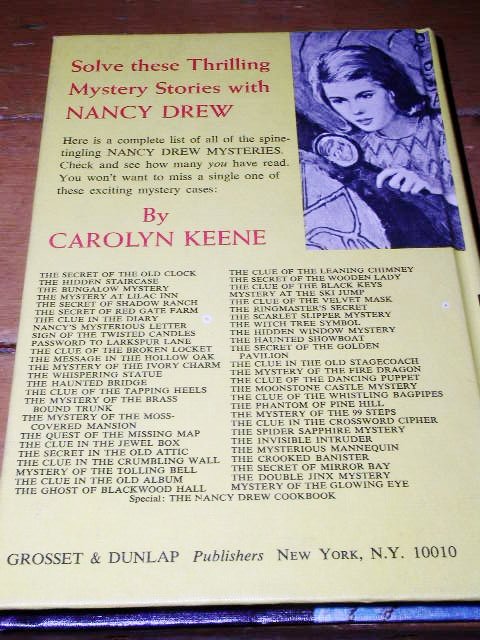 Solve these Thrilling
Mystery Stories with
NANCY DREW
Here is a complete list of all of the spine-
tingling NANCY DREW MYSTERIES.
Check and see how many you have read.
You won't want to miss a single one of
these exciting mystery cases:
By
CAROLYN KEENE
THE SECRET OF THE OLD CLOCK
THE HIDDEN STAIRCASE
THE BUNGALOW MYSTERY
THE MYSTERY AT LILAC INN
THE SECRET OF SHADOW RANCH
THE SECRET OF RED GATE FARM
THE CLUE IN THE DIARY
NANCY'S MYSTERIOUS LETTER
SIGN OF THE TWISTED CANDLES
PASSWORD TO LARKSPUR LANE
THE CLUE OF THE BROKEN LOCKET
THE MESSAGE IN THE HOLLOW OAK
THE MYSTERY OF THE IVORY CHARM
THE WHISPERING STATUE
THE HAUNTED BRIDGE
THE CLUE OF THE TAPPING HEELS
THE MYSTERY OF THE BRASS
BOUND TRUNK
THE MYSTERY OF THE MOSS-
COVERED MANSION
THE QUEST OF THE MISSING MAP
THE CLUE IN THE JEWEL BOX
THE SECRET IN THE OLD ATTIC
THE CLUE IN THE CRUMBLING WALL
MYSTERY OF THE TOLLING BELL
THE CLUE IN THE OLD ALBUM
THE GHOST OF BLACKWOOD HALL
THE CLUE OF THE LEANING CHIMNEY
THE SECRET OF THE WOODEN LADY
THE CLUE OF THE BLACK KEYS
MYSTERY AT THE SKI JUMP
THE CLUE OF THE VELVET MASK
THE RINGMASTER'S SECRET
THE SCARLET SLIPPER MYSTERY
THE WITCH TREE SYMBOL
THE HIDDEN WINDOW MYSTERY
THE HAUNTED SHOWBOAT
THE SECRET OF THE GOLDEN
PAVILION
THE CLUE IN THE OLD STAGECOACH
THE MYSTERY OF THE FIRE DRAGON
THE CLUE OF THE DANCING PUPPET
THE MOONSTONE CASTLE MYSTERY
THE CLUE OF THE WHISTLING BAGPIPES
THE PHANTOM OF PINE HILL
THE MYSTERY OF THE 99 STEPS
THE CLUE IN THE CROSSWORD CIPHER
THE SPIDER SAPPHIRE MYSTERY
THE INVISIBLE INTRUDER
THE MYSTERIOUS MANNEQUIN
THE CROOKED BANISTER
THE SECRET OF MIRROR BAY
THE DOUBLE JINX MYSTERY
MYSTERY OF THE GLOWING EYE
Special: THE NANCY DREW COOKBOOK
GROSSET & DUNLAP Publishers NEW YORK, N.Y. 10010